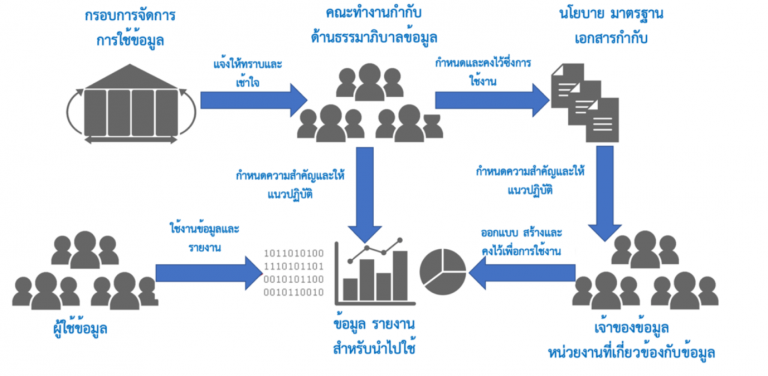 กรอบการจัดการ
การใช้ข้อมูล
คณะทำงานกำกับ
ด้านธรรมาภิบาลข้อมูล
นโยบาย มาตรฐาน
เอกสารกำกับ
แจ้งให้ทราบและ
เข้าใจ
กำหนดและคงไว้ซึ่งการ
ใช้งาน
กำหนดความสำคัญและให้
แนวปฏิบัติ
กำหนดความสำคัญและให้
แนวปฏิบัติ
ใช้งานข้อมูลและ
รายงาน
ออกแบบ สร้างและ
คงไว้เพื่อการใช้งาน
1011010100
1110101101
0010101100
0010110010
ผู้ใช้ข้อมูล
ข้อมูล รายงาน
สำหรับนำไปใช้
เจ้าของข้อมูล
หน่วยงานที่เกี่ยวข้องกับข้อมูล